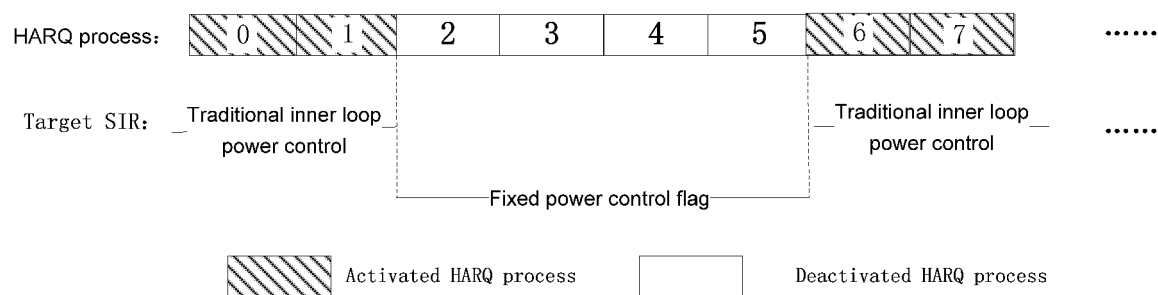 HARQ process: 0 1 2 3 4 5 6 7 ……
Target SIR: Traditional inner loop Traditional inner loop ……
power control power control
Fixed power control flag
Activated HARQ process Deactivated HARQ process